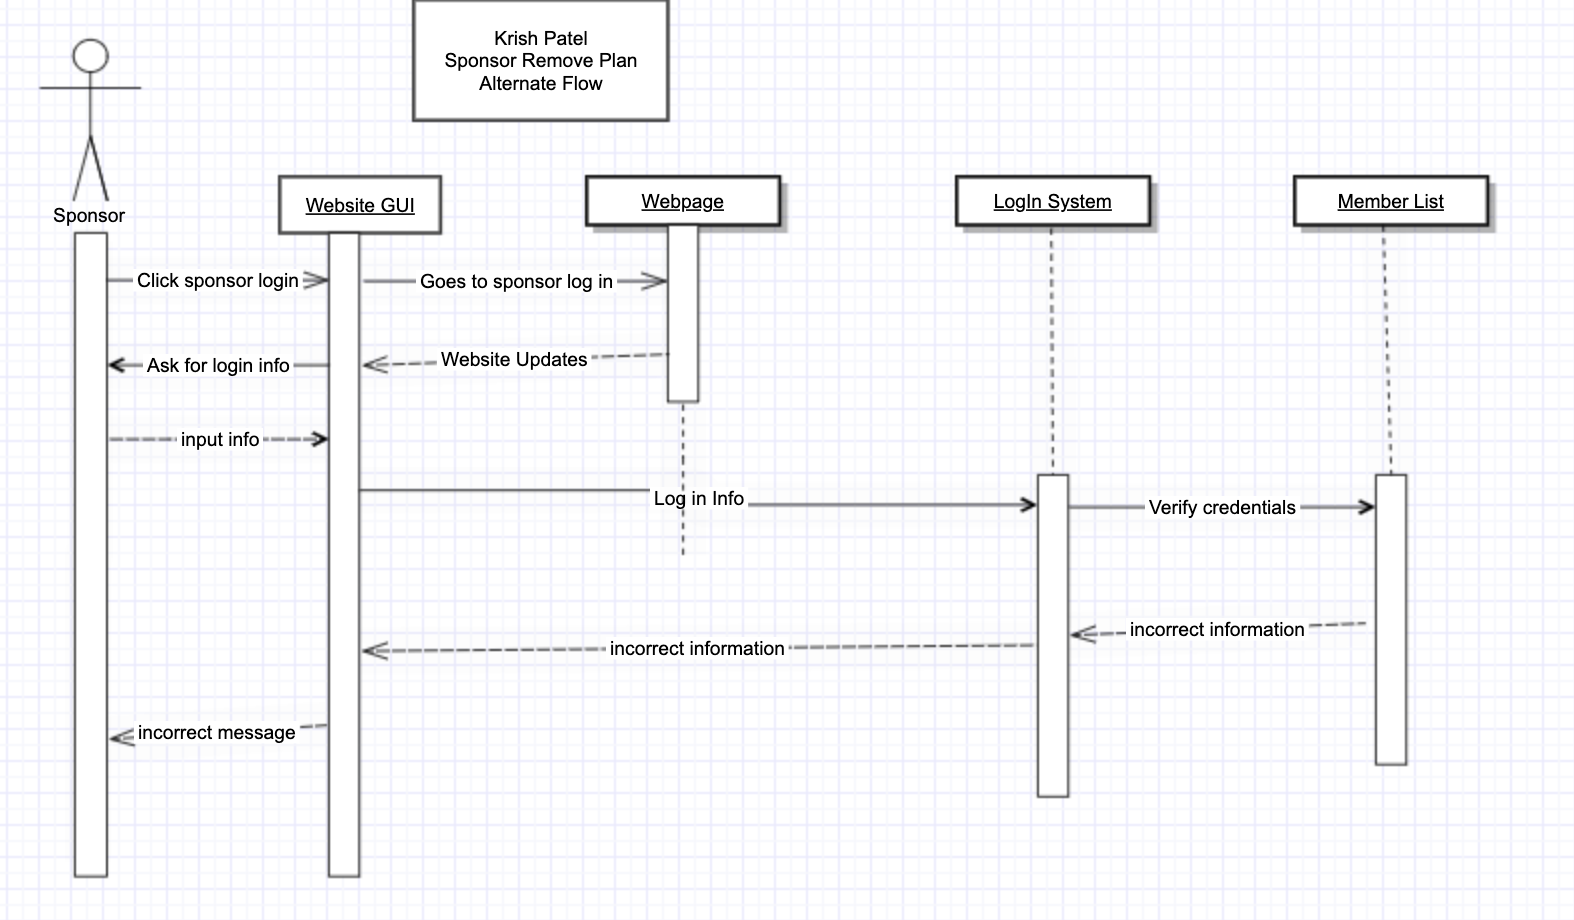 Krish Patel
Sponsor Remove Plan
Alternate Flow
Sponsor
Website GUI
Webpage
LogIn System
Member List
Click sponsor login
Goes to sponsor log in
Ask for login info
Website Updates
input info
Log in Info
Verify credentials
incorrect information
incorrect information
incorrect message